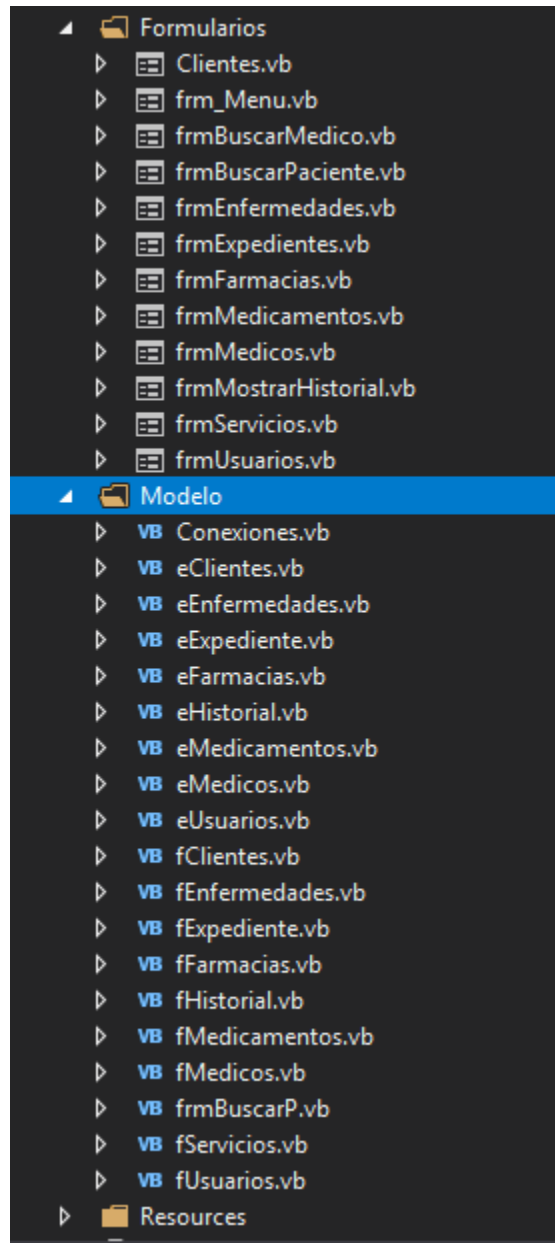 Formularios
Clientes.vb
frm_Menu.vb
frmBuscarMedico.vb
frmBuscarPaciente.vb
frmEnfermedades.vb
frmExpedientes.vb
frmFarmacias.vb
frmMedicamentos.vb
frmMedicos.vb
frmMostrarHistorial.vb
frmServicios.vb
frmUsuarios.vb
Modelo
VB Conexiones.vb
VB eClientes.vb
VB eEnfermedades.vb
VB eExpediente.vb
VB eFarmacias.vb
VB eHistorial.vb
VB eMedicamentos.vb
VB eMedicos.vb
VB eUsuarios.vb
VB fClientes.vb
VB fEnfermedades.vb
VB fExpediente.vb
VB fFarmacias.vb
VB fHistorial.vb
VB fMedicamentos.vb
VB fMedicos.vb
VB frmBuscarP.vb
VB fServicios.vb
VB fUsuarios.vb
Resources